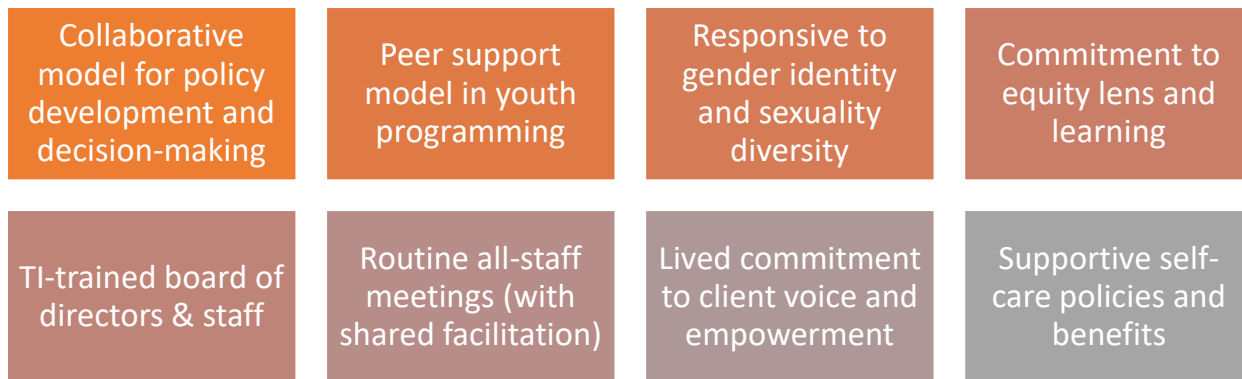 Collaborative
model for policy
development and
decision-making
Peer support
model in youth
programming
Responsive to
gender identity
and sexuality
diversity
Commitment to
equity lens and
learning
TI-trained board of
directors & staff
Routine all-staff
meetings (with
shared facilitation)
Lived commitment
to client voice and
empowerment
Supportive self-
care policies and
benefits